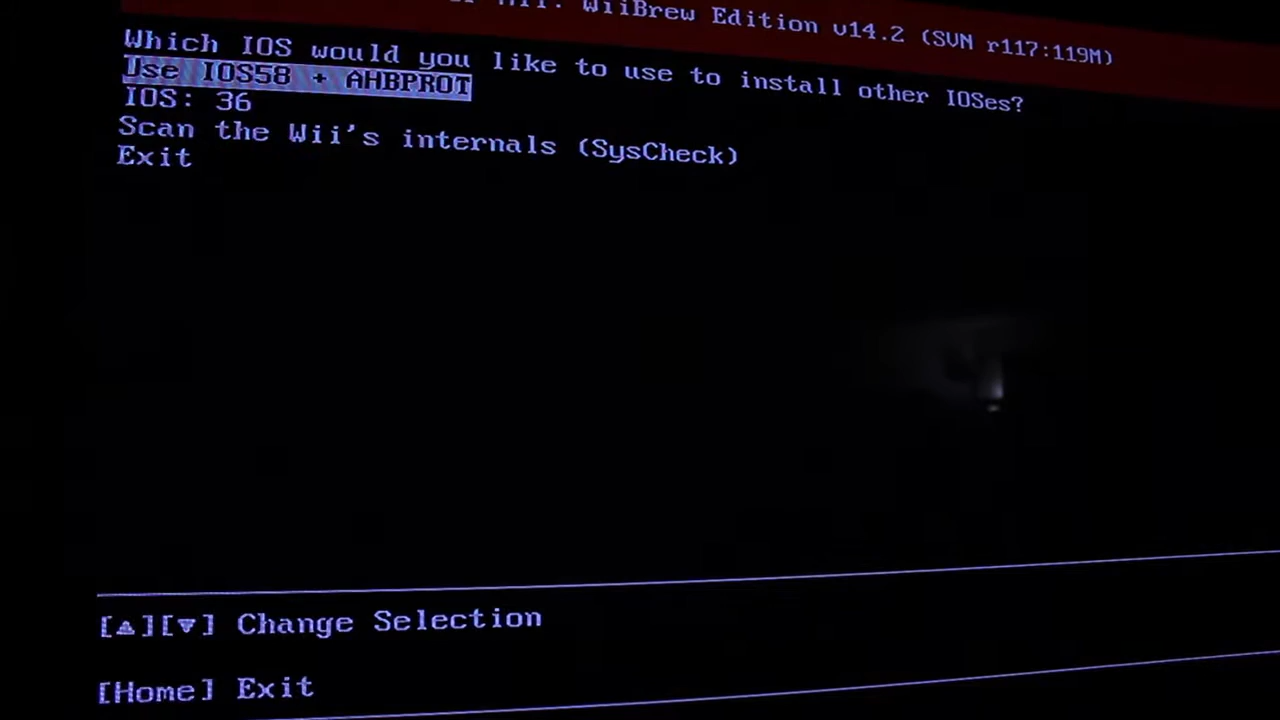 WiiBrew Edition v14.2 (SVN r117:119M)
Which IOS would you like to use to install other IOSes?
Use IOS58 + AHBPROT
IOS: 36
Scan the Wii's internals (SysCheck)
Exit
[▲][▼] Change Selection
[Home] Exit